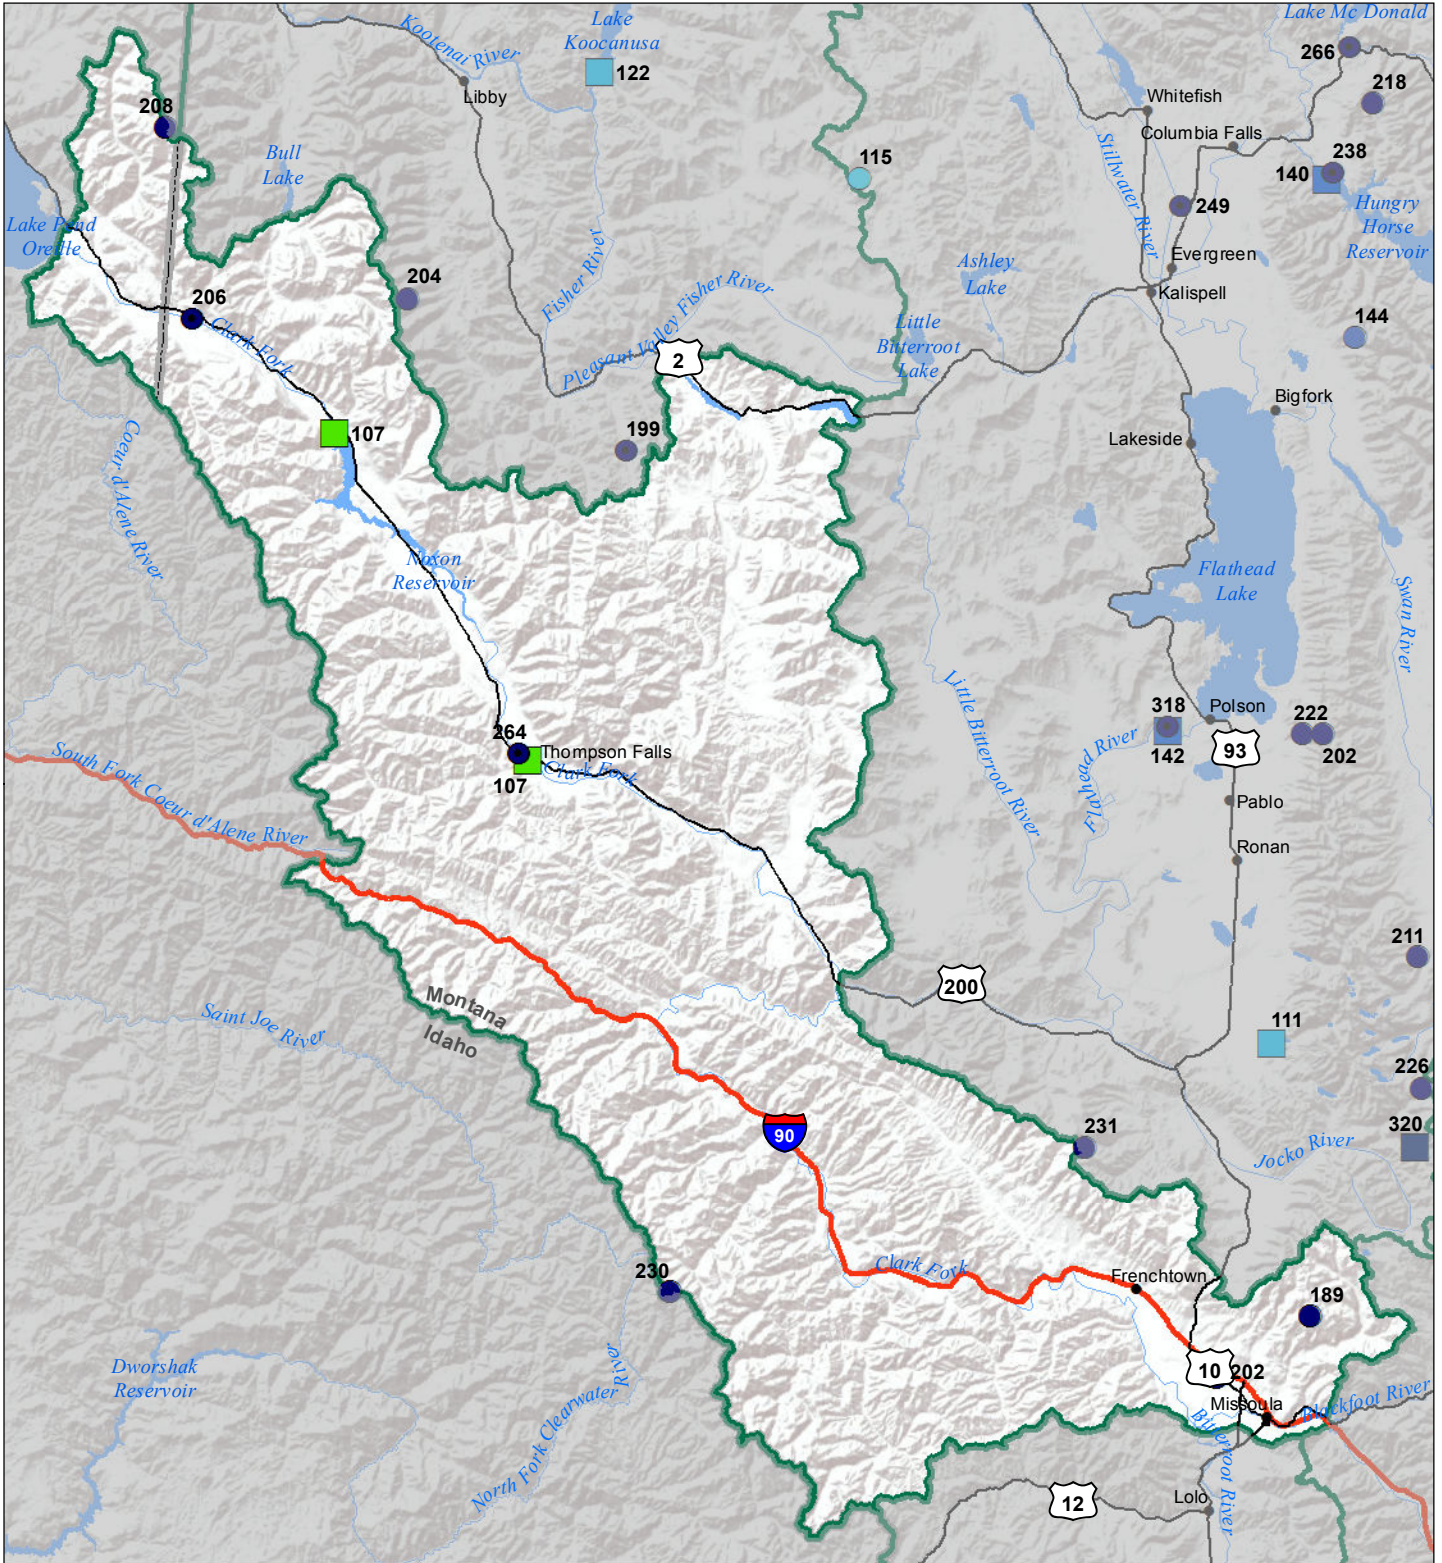 Lake Mc Donald
266
218
Kootenai River
Lake
Koocanusa
122
Libby
Whitefish
Columbia Falls
208
Bull
Lake
115
Stillwater River
238
140
249
Hungry
Horse
Reservoir
Lake Pend
Oreille
204
206
Clark Fork
Fisher River
Pleasant Valley Fisher River
2
Ashley
Lake
Little
Bitterroot
Lake
Evergreen
Kalispell
144
Bigfork
107
199
Lakeside
Coeur d'Alene River
Noxon
Reservoir
Flathead
Lake
Swan River
264
Thompson Falls
107
Clark Fork
Little Bitterroot River
318
142
Polson
93
222
202
Flathead River
Pablo
Ronan
South Fork Coeur d'Alene River
211
200
Montana
Idaho
Saint Joe River
111
226
90
231
320
Jocko River
230
Clark Fork
Frenchtown
189
10
202
Missoula
Blackfoot River
Bitterroot River
Dworshak
Reservoir
North Fork Clearwater River
12
Lolo